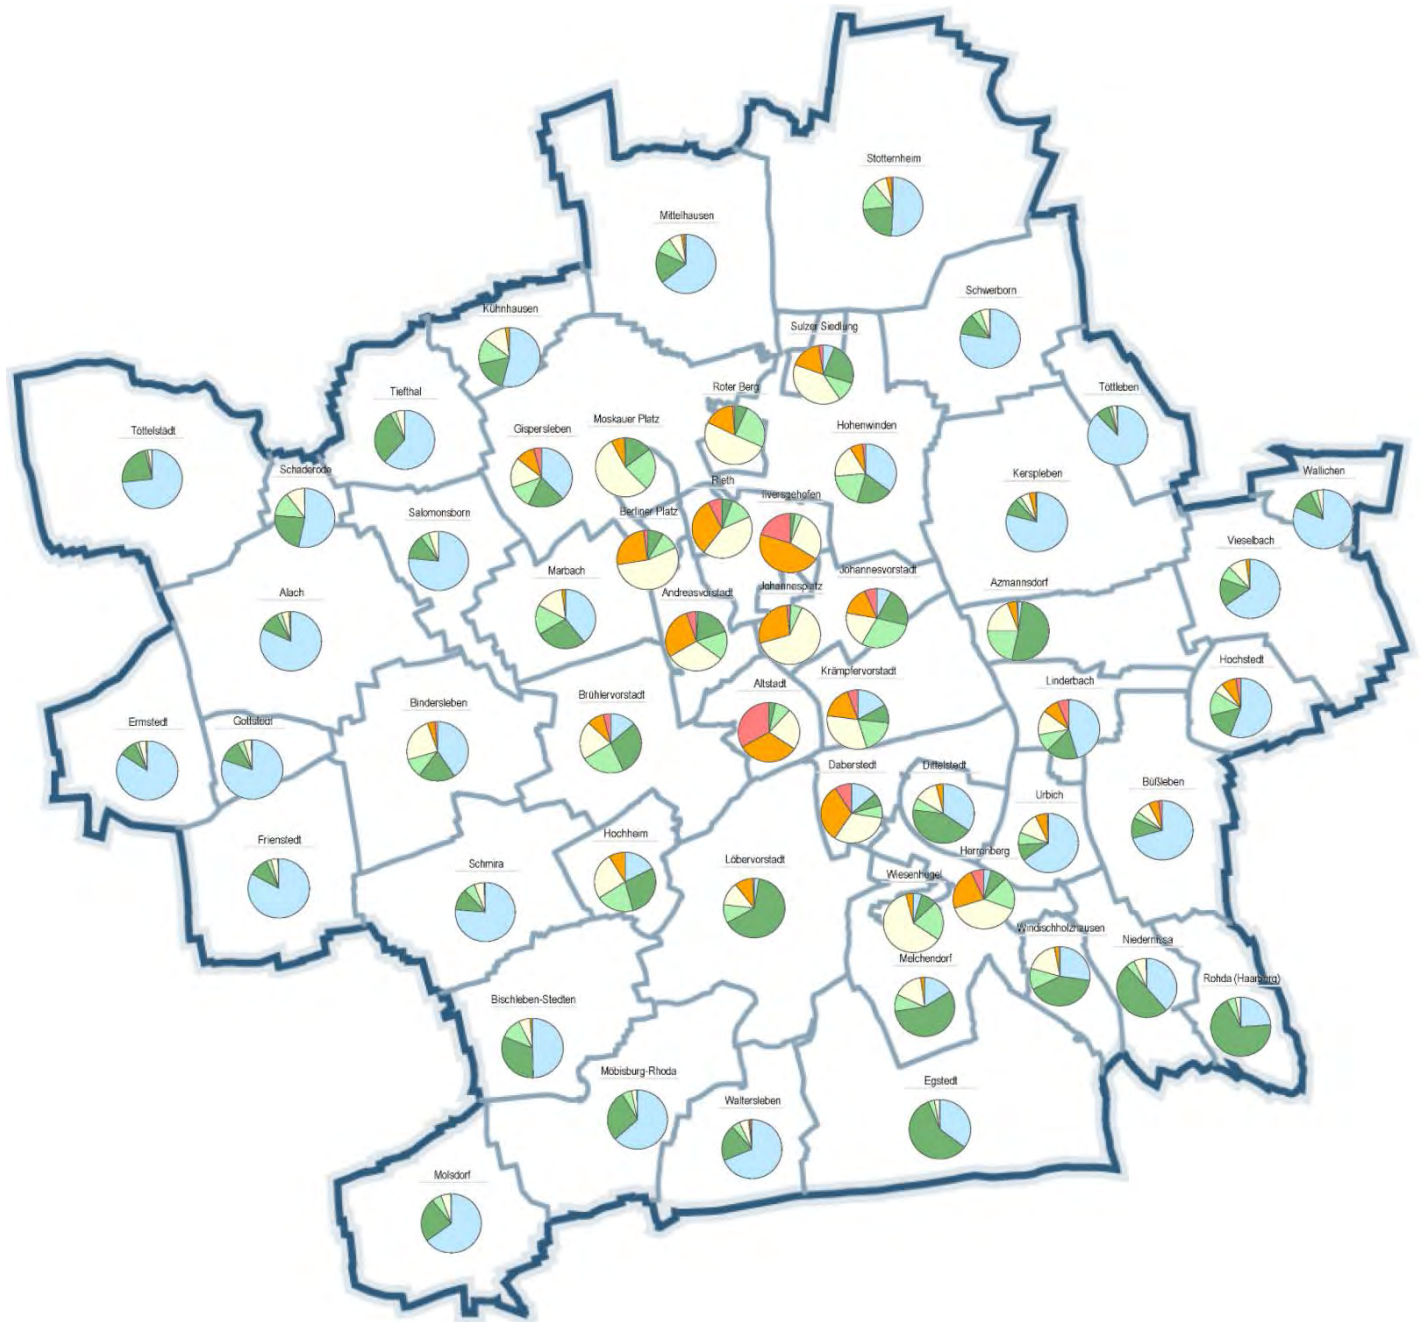 Stotternheim
Mittelhausen
Schwerborn
Kühnhausen
Sulzer Siedlung
Tiefthal
Roter Berg
Töttleben
Moskauer Platz
Gispersleben
Hohenwinden
Töttelstädt
Schaderode
Kerspleben
Wallichen
Rieth
Ilversgehofen
Salomonsborn
Berliner Platz
Vieselbach
Marbach
Johannesvorstadt
Alach
Andreasvorstadt
Johannesplatz
Azmannsdorf
Hochstedt
Krämpfervorstadt
Linderbach
Bindersleben
Brühlervorstadt
Altstadt
Ermstedt
Gottstedt
Daberstedt
Dittelstedt
Büßleben
Urbich
Frienstedt
Hochheim
Herrenberg
Löbervorstadt
Schmira
Wiesenhügel
Windischholzhausen
Niedernissa
Melchendorf
Rohda (Haarberg)
Bischleben-Stedten
Möbisburg-Rhoda
Egstedt
Waltersleben
Molsdorf